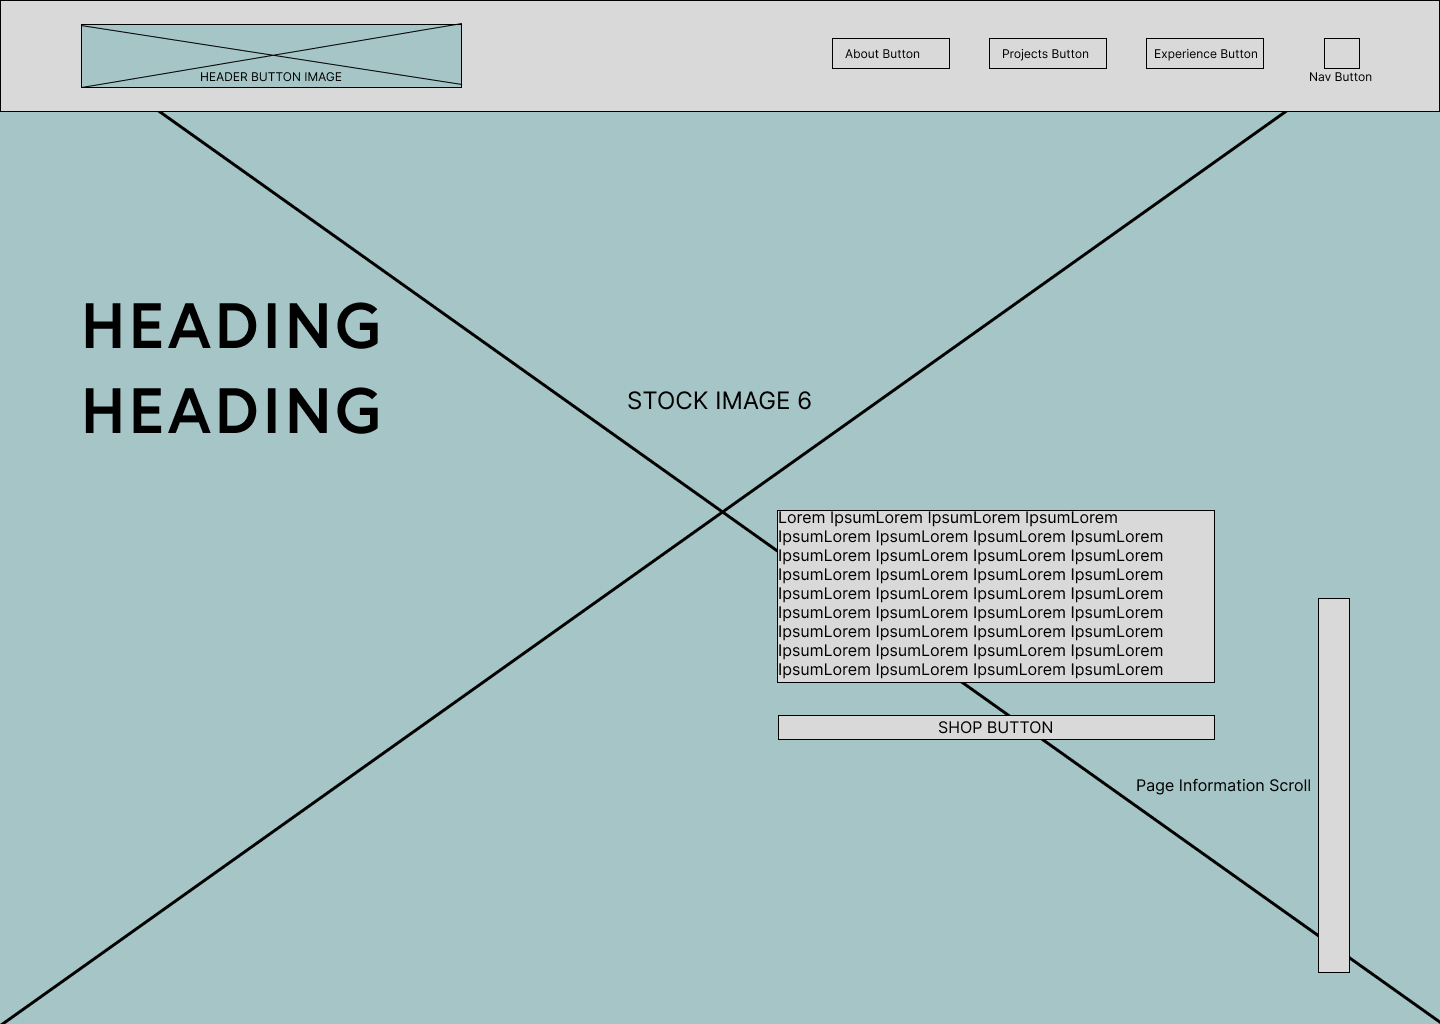 HEADER BUTTON IMAGE
About Button
Projects Button
Experience Button
Nav Button
HEADING
HEADING
STOCK IMAGE 6
Lorem IpsumLorem IpsumLorem IpsumLorem
IpsumLorem IpsumLorem IpsumLorem IpsumLorem
IpsumLorem IpsumLorem IpsumLorem IpsumLorem
IpsumLorem IpsumLorem IpsumLorem IpsumLorem
IpsumLorem IpsumLorem IpsumLorem IpsumLorem
IpsumLorem IpsumLorem IpsumLorem IpsumLorem
IpsumLorem IpsumLorem IpsumLorem IpsumLorem
IpsumLorem IpsumLorem IpsumLorem IpsumLorem
IpsumLorem IpsumLorem IpsumLorem IpsumLorem
SHOP BUTTON
Page Information Scroll